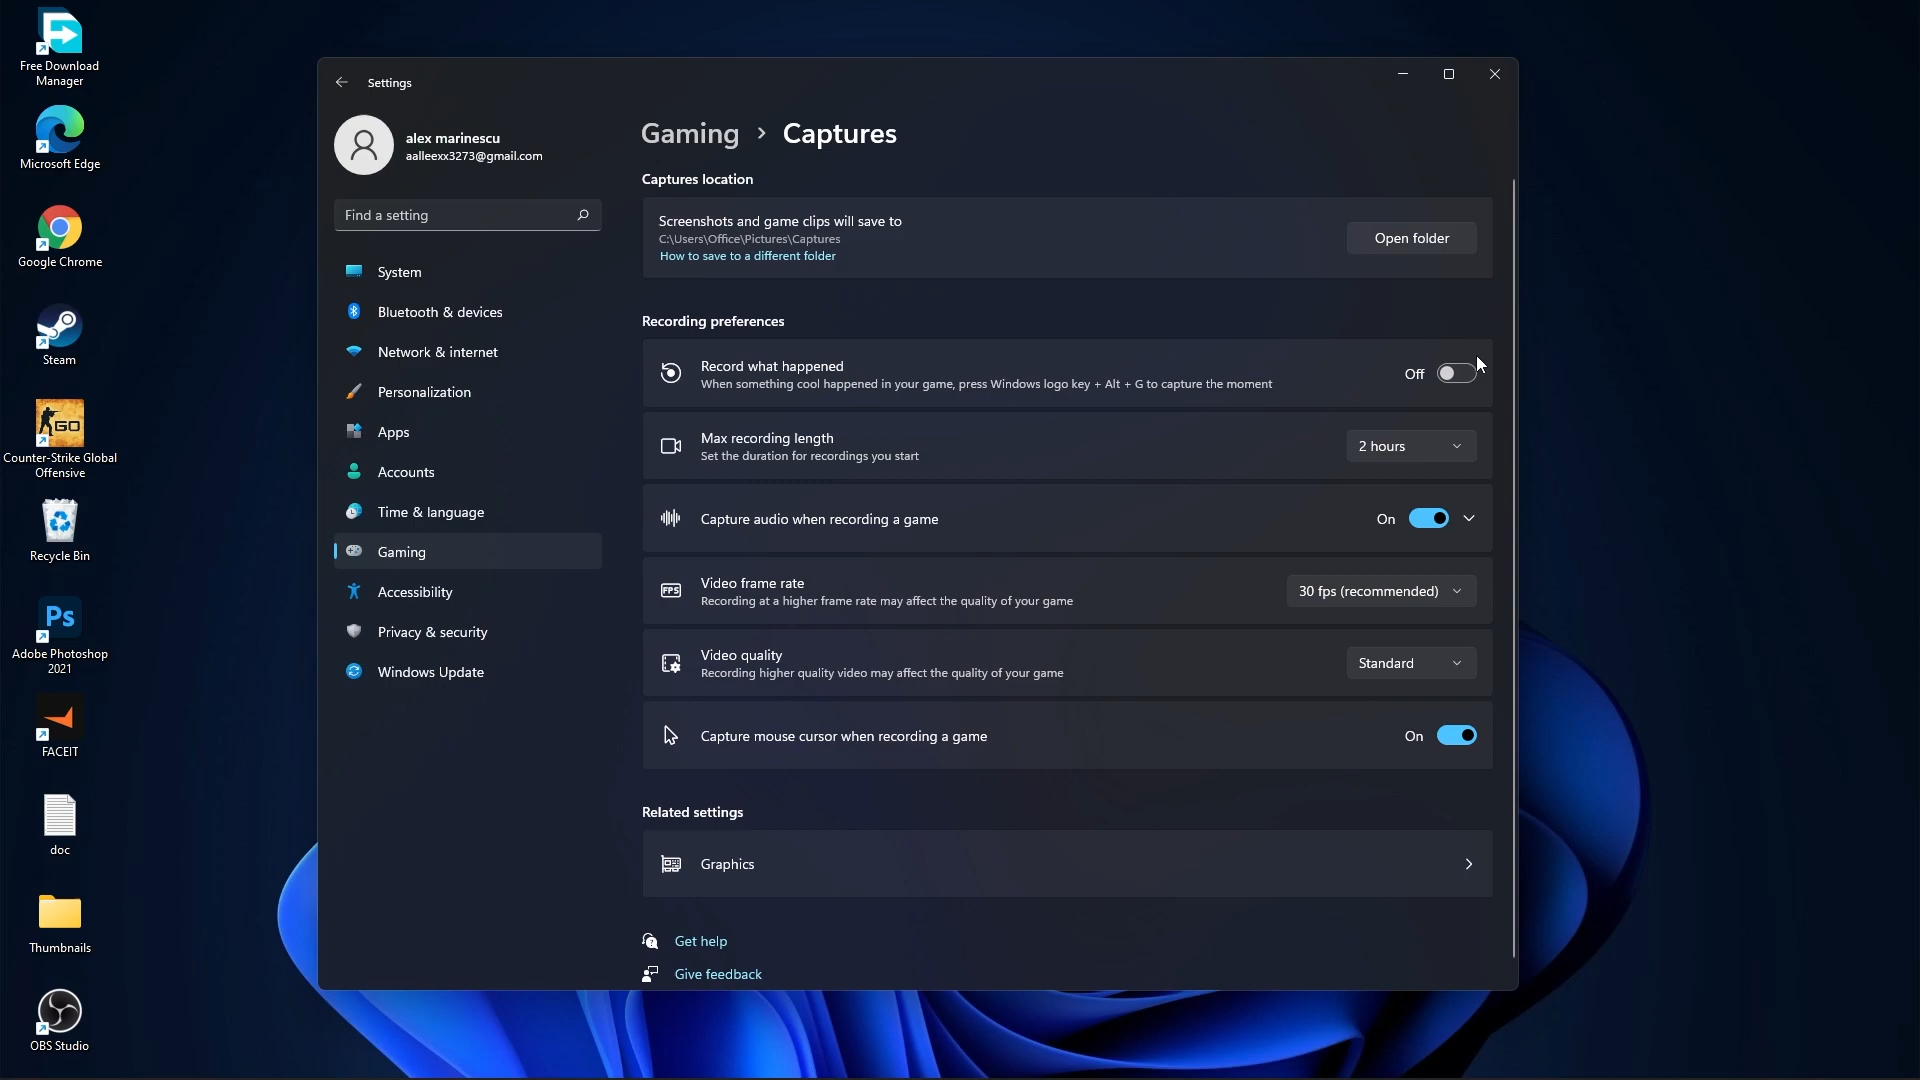 Free Download
Manager
Microsoft Edge
Google Chrome
Steam
GO
Counter-Strike Global
Offensive
Recycle Bin
Ps
Adobe Photoshop
2021
FACEIT
doc
Thumbnails
OBS Studio
Settings
alex marinescu
aalleexx3273@gmail.com
Find a setting
System
Bluetooth & devices
Network & internet
Personalization
Apps
Accounts
Time & language
Gaming
Accessibility
Privacy & security
Windows Update
Gaming › Captures
Captures location
Screenshots and game clips will save to
C:\Users\Office\Pictures\Captures
How to save to a different folder
Open folder
Recording preferences
Record what happened
When something cool happened in your game, press Windows logo key + Alt + G to capture the moment
Off
Max recording length
Set the duration for recordings you start
2 hours
Capture audio when recording a game
On
FPS
Video frame rate
Recording at a higher frame rate may affect the quality of your game
30 fps (recommended)
Video quality
Recording higher quality video may affect the quality of your game
Standard
Capture mouse cursor when recording a game
On
Related settings
Graphics
Get help
Give feedback